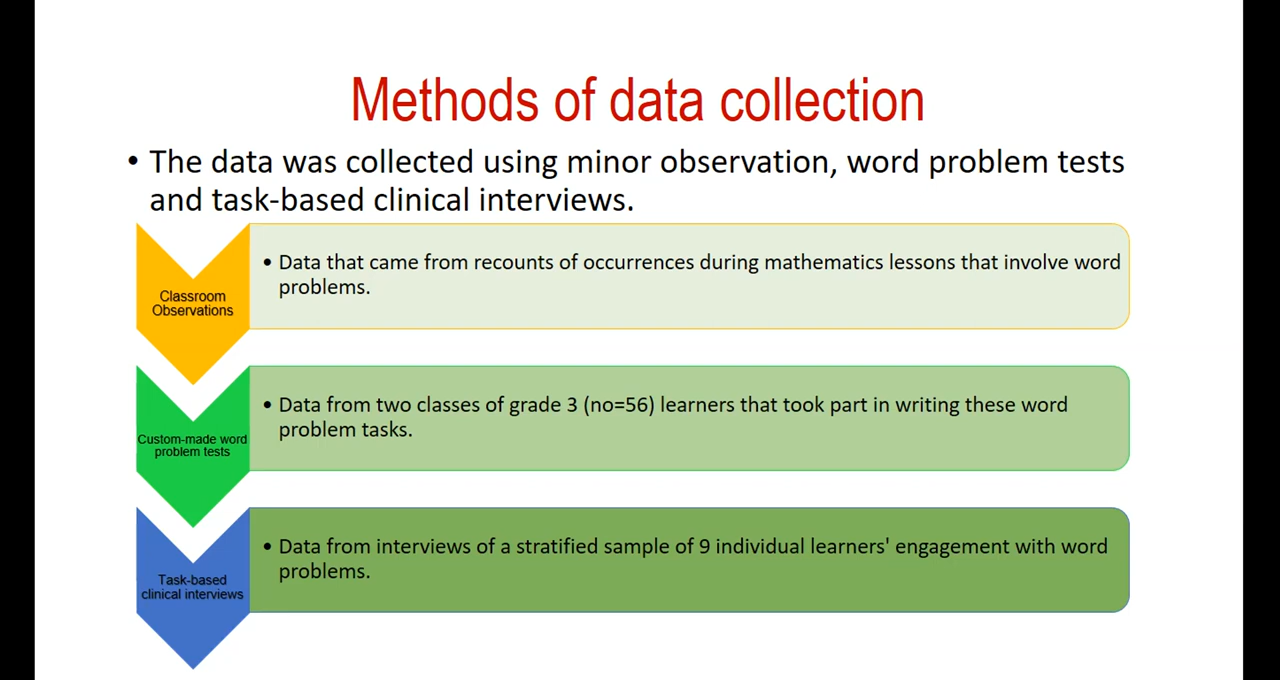 Methods of data collection
• The data was collected using minor observation, word problem tests
and task-based clinical interviews.
Classroom
Observations
• Data that came from recounts of occurrences during mathematics lessons that involve word
problems.
Custom-made word
problem tests
• Data from two classes of grade 3 (no=56) learners that took part in writing these word
problem tasks.
Task-based
clinical interviews
• Data from interviews of a stratified sample of 9 individual learners' engagement with word
problems.